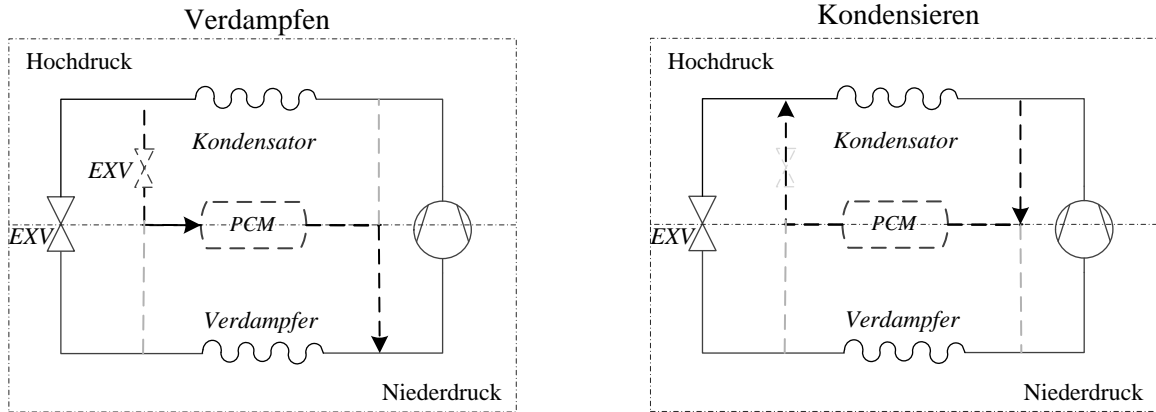 Verdampfen
Hochdruck
Kondensator
EXV
EXV
PCM
Verdampfer
Niederdruck
Kondensieren
Hochdruck
Kondensator
EXV
PCM
Verdampfer
Niederdruck